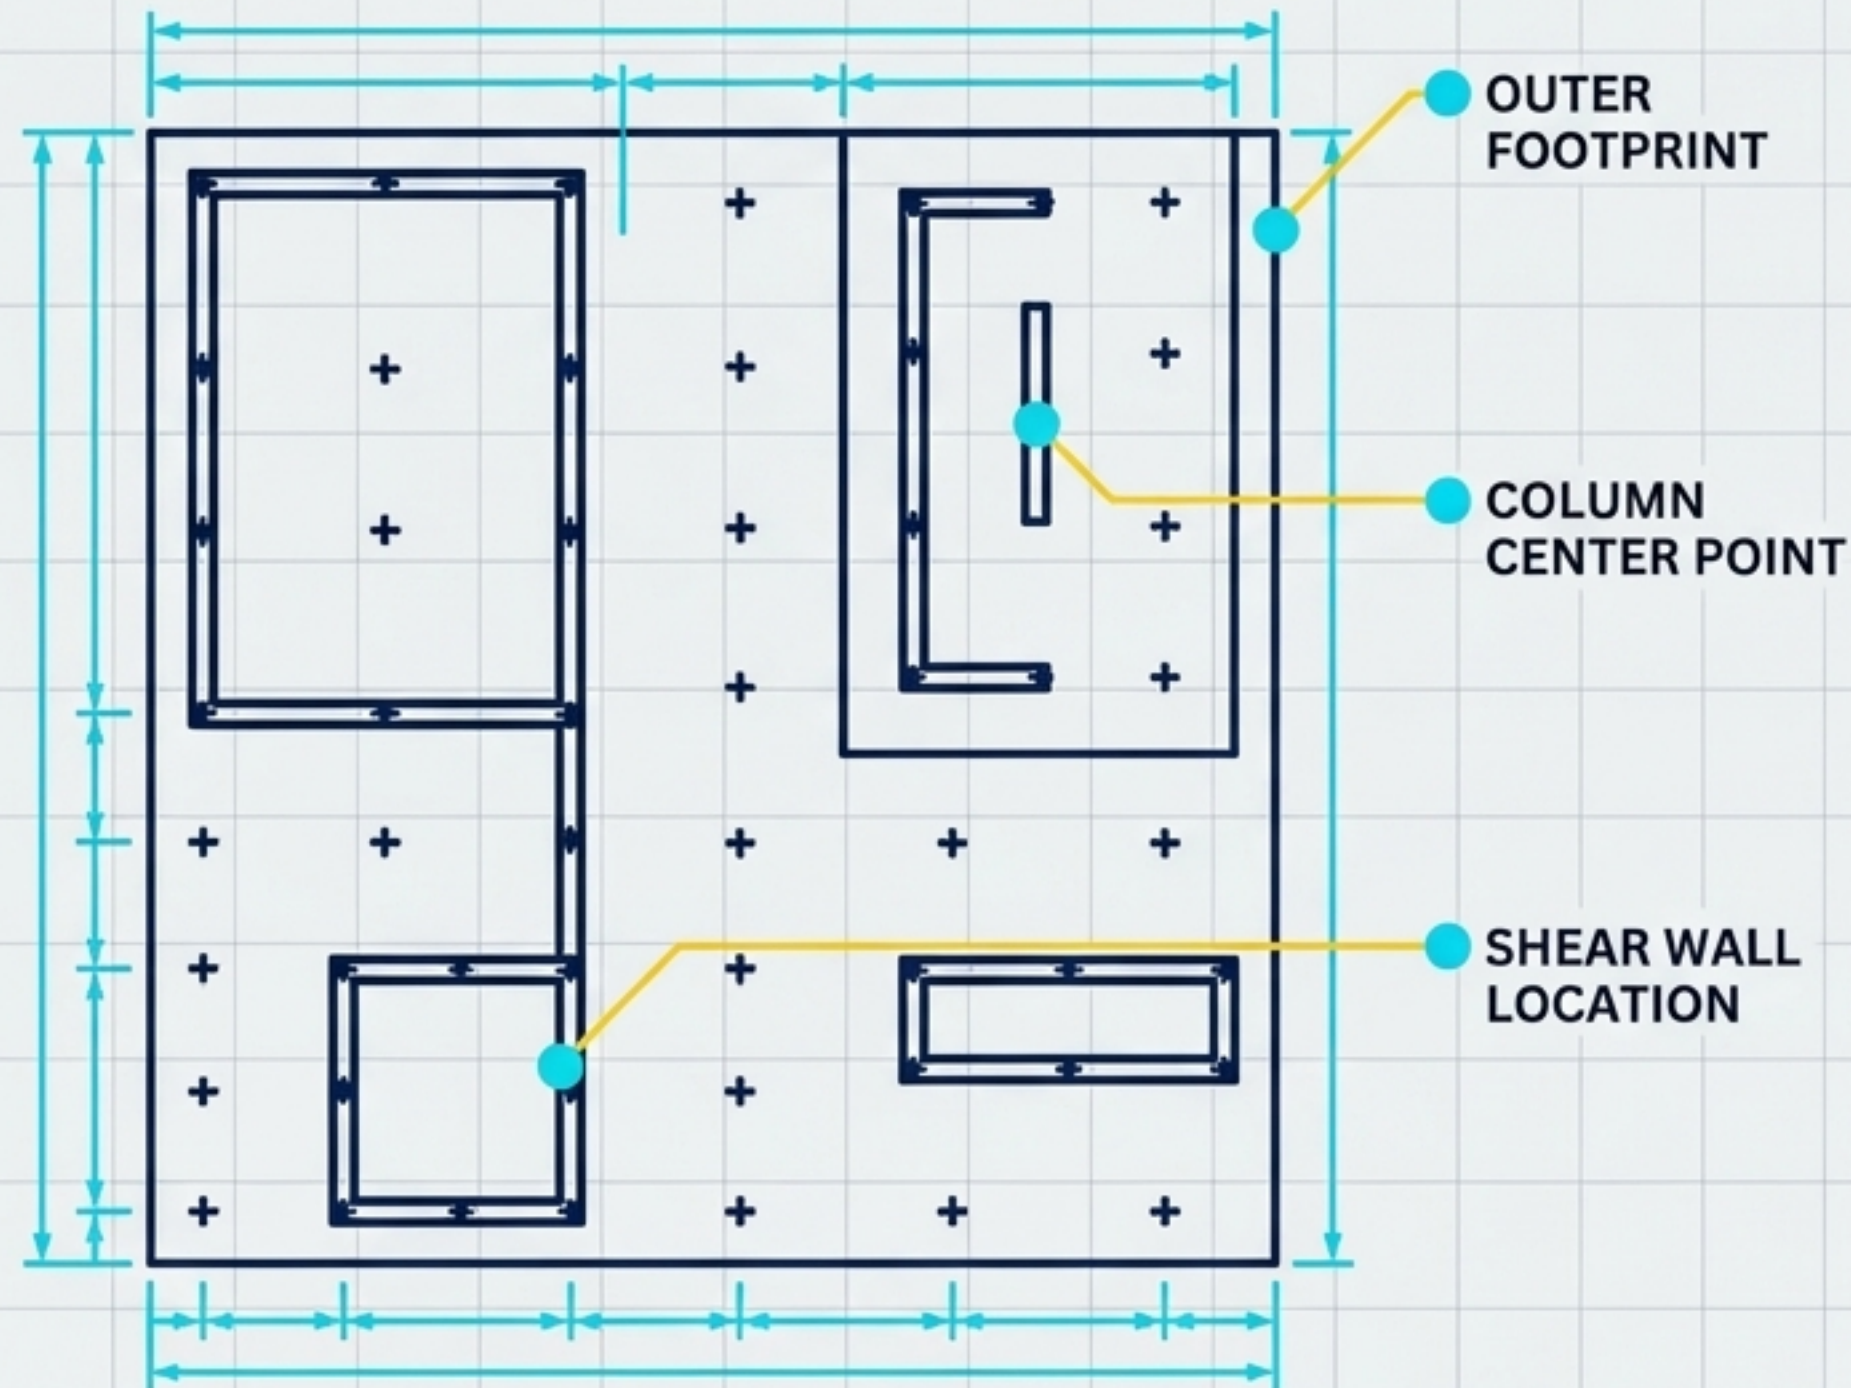 OUTER
FOOTPRINT
COLUMN
CENTER POINT
SHEAR WALL
LOCATION